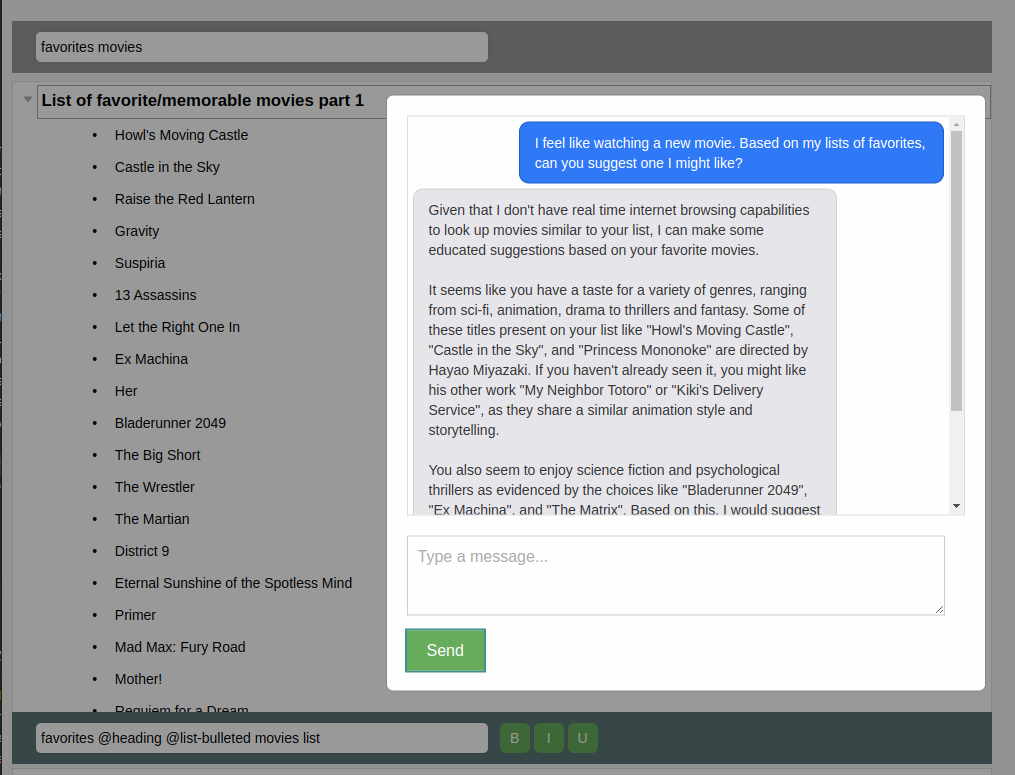 favorites movies
List of favorite/memorable movies part 1
• Howl's Moving Castle
• Castle in the Sky
• Raise the Red Lantern
• Gravity
• Suspiria
• 13 Assassins
• Let the Right One In
• Ex Machina
• Her
• Bladerunner 2049
• The Big Short
• The Wrestler
• The Martian
• District 9
• Eternal Sunshine of the Spotless Mind
• Primer
• Mad Max: Fury Road
• Mother!
• Requiem for a Dream
I feel like watching a new movie. Based on my lists of favorites,
can you suggest one I might like?
Given that I don't have real time internet browsing capabilities
to look up movies similar to your list, I can make some
educated suggestions based on your favorite movies.
It seems like you have a taste for a variety of genres, ranging
from sci-fi, animation, drama to thrillers and fantasy. Some of
these titles present on your list like "Howl's Moving Castle",
"Castle in the Sky", and "Princess Mononoke" are directed by
Hayao Miyazaki. If you haven't already seen it, you might like
his other work "My Neighbor Totoro" or "Kiki's Delivery
Service", as they share a similar animation style and
storytelling.
You also seem to enjoy science fiction and psychological
thrillers as evidenced by the choices like "Bladerunner 2049",
"Ex Machina", and "The Matrix". Based on this, I would suggest
Type a message...
Send
favorites @heading @list-bulleted movies list
B I U